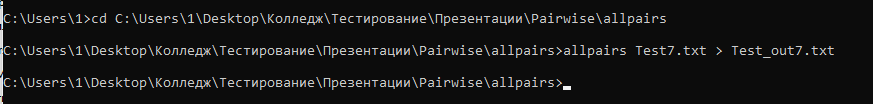 C:\Users\1>cd C:\Users\1\Desktop\Колледж\Тестирование\Презентации\Pairwise\allpairs
C:\Users\1\Desktop\Колледж\Тестирование\Презентации\Pairwise\allpairs>allpairs Test7.txt > Test_out7.txt
C:\Users\1\Desktop\Колледж\Тестирование\Презентации\Pairwise\allpairs>